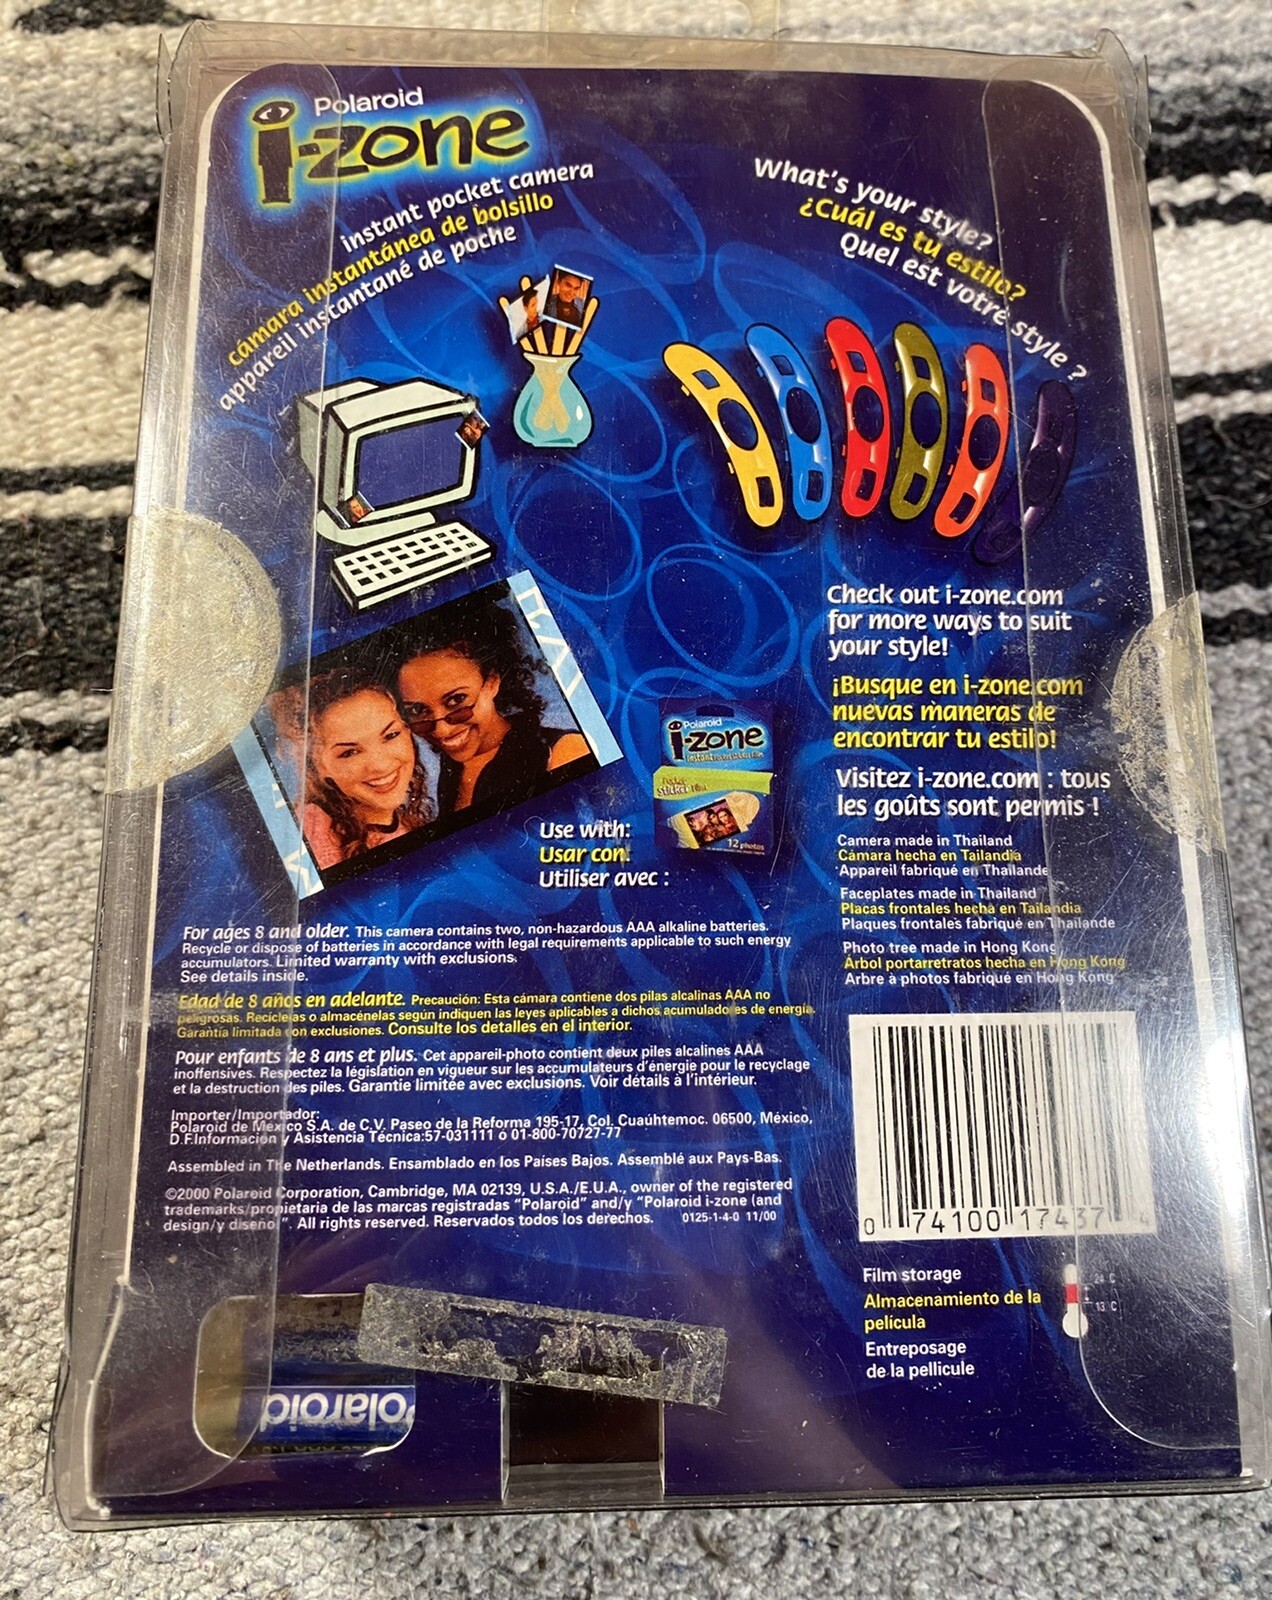 Polaroid
i-zone
instant pocket camera
cámara instantánea de bolsillo
appareil instantané de poche
What's your style?
¿Cuál es tu estilo?
Quel est votre style ?
Check out i-zone.com
for more ways to suit
your style!
¡Busque en i-zone.com
nuevas maneras de
encontrar tu estilo!
Visitez i-zone.com : tous
les goûts sont permis !
Polaroid
i-zone
instant
Pocket
Sticker Film
12 photos
Use with:
Usar con:
Utiliser avec :
Camera made in Thailand
Cámara hecha en Tailandia
Appareil fabriqué en Thailande
Faceplates made in Thailand
Placas frontales hecha en Tailandia
Plaques frontales fabriqué en Thailande
Photo tree made in Hong Kong
Árbol portarretratos hecha en Hong Kong
Arbre à photos fabriqué en Hong Kong
For ages 8 and older. This camera contains two, non-hazardous AAA alkaline batteries.
Recycle or dispose of batteries in accordance with legal requirements applicable to such energy
accumulators. Limited warranty with exclusions.
See details inside.
Edad de 8 años en adelante. Precaución: Esta cámara contiene dos pilas alcalinas AAA no
peligrosas. Recíclelas o almacénelas según indiquen las leyes aplicables a dichos acumuladores de energía.
Garantía limitada con exclusiones. Consulte los detalles en el interior.
Pour enfants de 8 ans et plus. Cet appareil-photo contient deux piles alcalines AAA
inoffensives. Respectez la législation en vigueur sur les accumulateurs d'énergie pour le recyclage
et la destruction des piles. Garantie limitée avec exclusions. Voir détails à l'intérieur.
Importer/Importador:
Polaroid de México S.A. de C.V. Paseo de la Reforma 195-17, Col. Cuaúhtemoc. 06500, México,
D.F.Información y Asistencia Técnica:57-031111 ó 01-800-70727-77
Assembled in The Netherlands. Ensamblado en los Países Bajos. Assemblé aux Pays-Bas.
©2000 Polaroid Corporation, Cambridge, MA 02139, U.S.A./E.U.A., owner of the registered
trademarks/propietaria de las marcas registradas "Polaroid" and/y "Polaroid i-zone (and
design/y diseño)". All rights reserved. Reservados todos los derechos. 0125-1-4-0 11/00
0 74100 17437 4
Film storage
Almacenamiento de la
película
Entreposage
de la pellicule
24 C
13 C
Polaroid